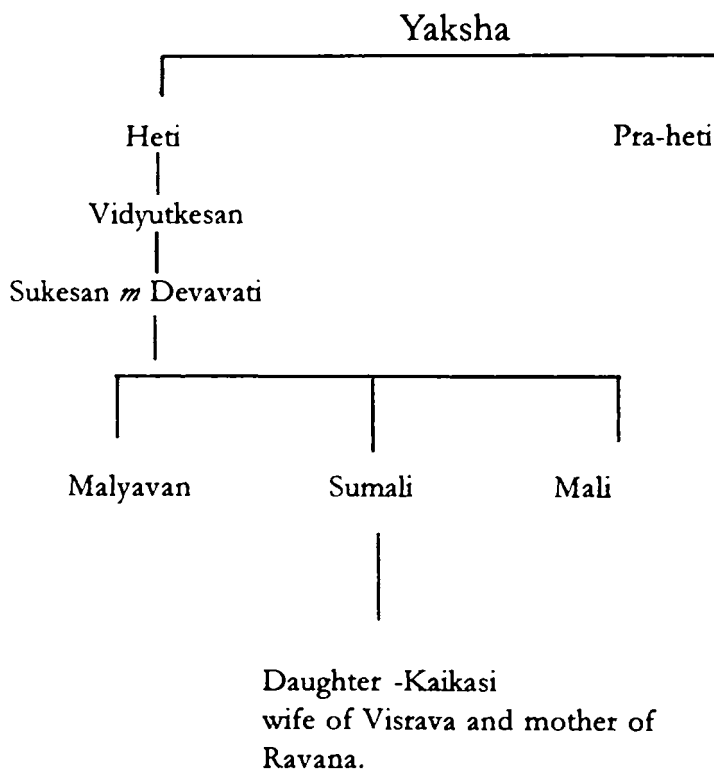 Yaksha
Heti Pra-heti
Vidyutkesan
Sukesan m Devavati
Malyavan Sumali Mali
Daughter -Kaikasi
wife of Visrava and mother of
Ravana.